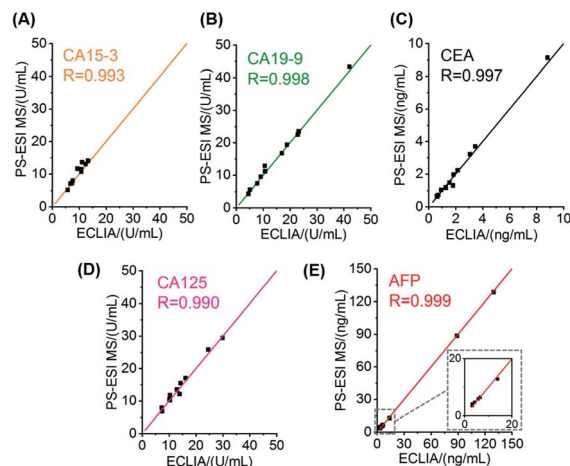 (A)
CA15-3
R=0.993
PS-ESI MS/(U/mL)
50
40
30
20
10
0
0 10 20 30 40 50
ECLIA/(U/mL)
(B)
CA19-9
R=0.998
PS-ESI MS/(U/mL)
50
40
30
20
10
0
0 10 20 30 40 50
ECLIA/(U/mL)
(C)
CEA
R=0.997
PS-ESI MS/(ng/mL)
10
8
6
4
2
0
0 2 4 6 8 10
ECLIA/(ng/mL)
(D)
CA125
R=0.990
PS-ESI MS/(U/mL)
50
40
30
20
10
0
0 10 20 30 40 50
ECLIA/(U/mL)
(E)
AFP
R=0.999
PS-ESI MS/(ng/mL)
150
120
90
60
30
0
0 30 60 90 120 150
ECLIA/(ng/mL)
20
0
0 20